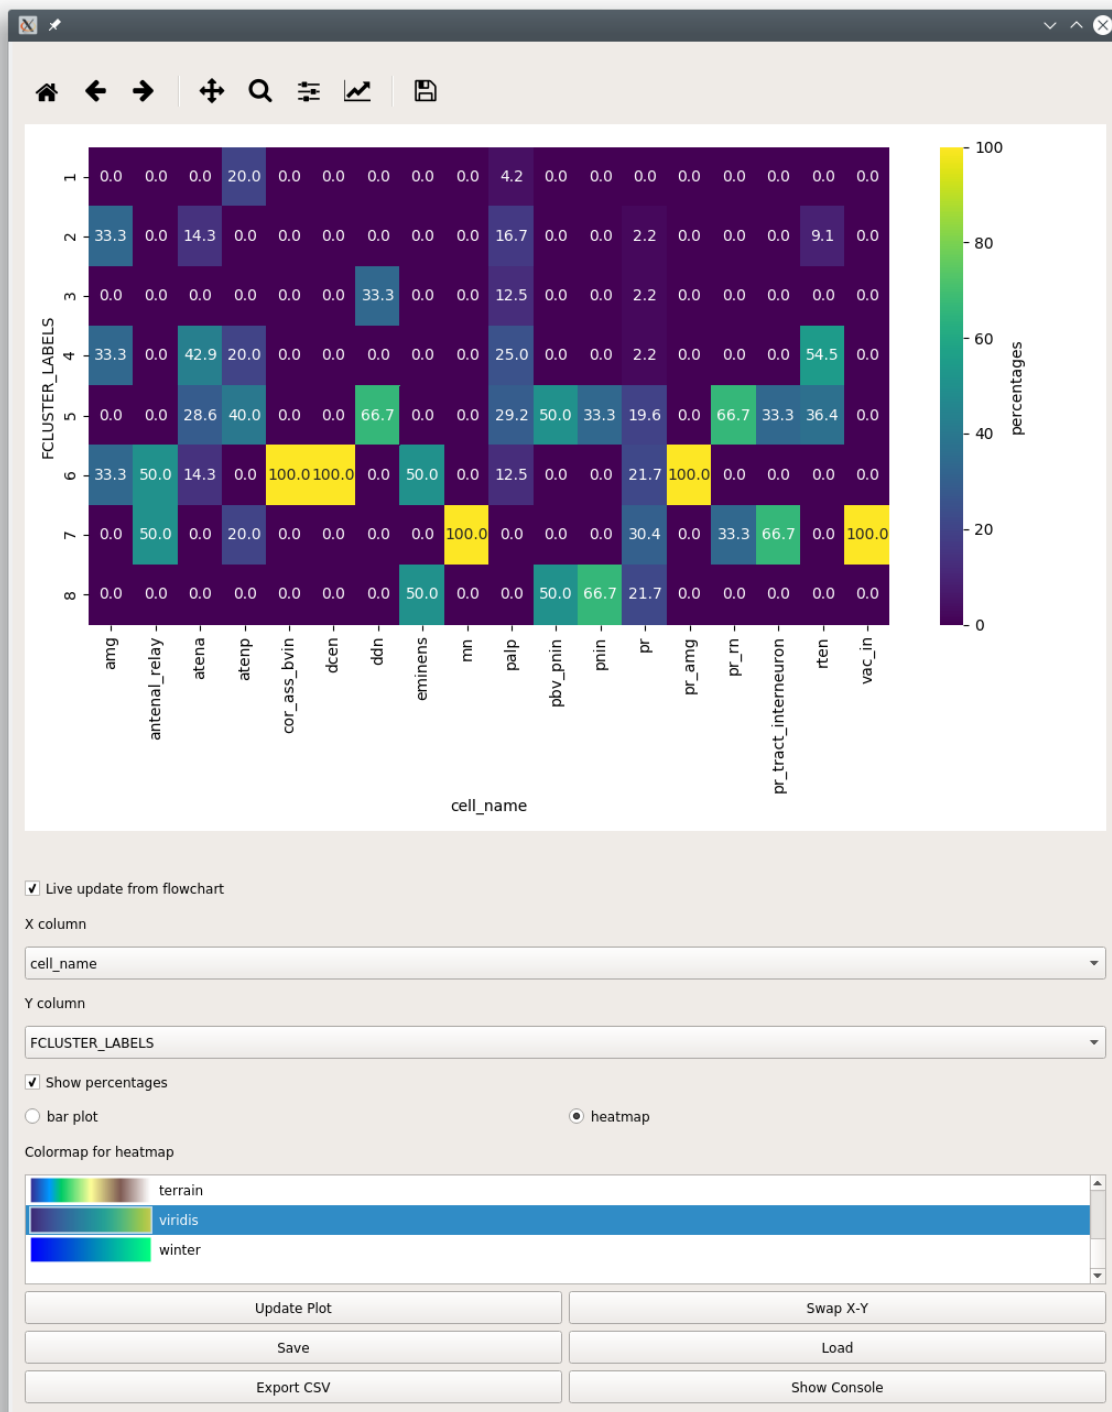 1 0.0 0.0 0.0 20.0 0.0 0.0 0.0 0.0 0.0 4.2 0.0 0.0 0.0 0.0 0.0 0.0 0.0 0.0
2 33.3 0.0 14.3 0.0 0.0 0.0 0.0 0.0 0.0 16.7 0.0 0.0 2.2 0.0 0.0 0.0 9.1 0.0
3 0.0 0.0 0.0 0.0 0.0 0.0 33.3 0.0 0.0 12.5 0.0 0.0 2.2 0.0 0.0 0.0 0.0 0.0
4 33.3 0.0 42.9 20.0 0.0 0.0 0.0 0.0 0.0 25.0 0.0 0.0 2.2 0.0 0.0 0.0 54.5 0.0
5 0.0 0.0 28.6 40.0 0.0 0.0 66.7 0.0 0.0 29.2 50.0 33.3 19.6 0.0 66.7 33.3 36.4 0.0
6 33.3 50.0 14.3 0.0 100.0 100.0 0.0 50.0 0.0 12.5 0.0 0.0 21.7 100.0 0.0 0.0 0.0 0.0
7 0.0 50.0 0.0 20.0 0.0 0.0 0.0 0.0 100.0 0.0 0.0 0.0 30.4 0.0 33.3 66.7 0.0 100.0
8 0.0 0.0 0.0 0.0 0.0 0.0 0.0 50.0 0.0 0.0 50.0 66.7 21.7 0.0 0.0 0.0 0.0 0.0
FCLUSTER_LABELS
amg
antenal_relay
atena
atenp
cor_ass_bvin
dcen
ddn
eminens
mn
palp
pbv_pnin
pnin
pr
pr_amg
pr_rn
pr_tract_interneuron
rten
vac_in
cell_name
100
80
60
40
20
0
percentages
Live update from flowchart
X column
cell_name
Y column
FCLUSTER_LABELS
Show percentages
bar plot heatmap
Colormap for heatmap
terrain
viridis
winter
Update Plot Swap X-Y
Save Load
Export CSV Show Console